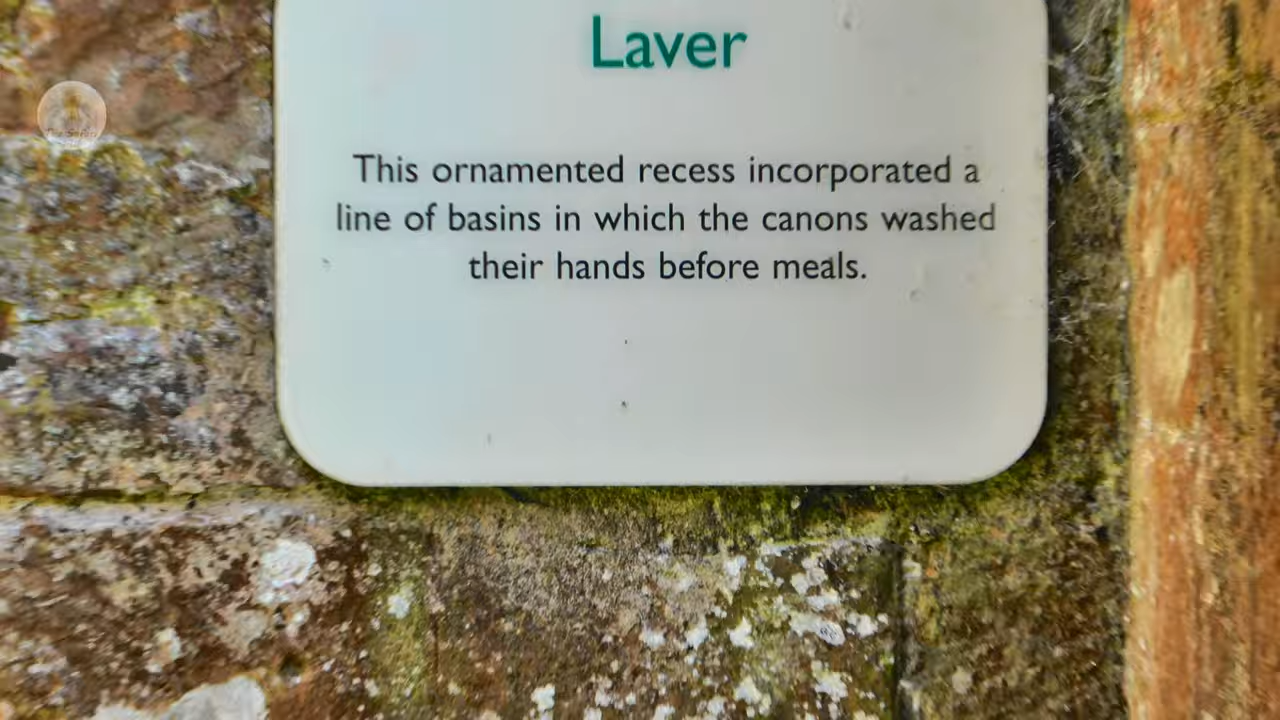 Laver
This ornamented recess incorporated a
line of basins in which the canons washed
their hands before meals.